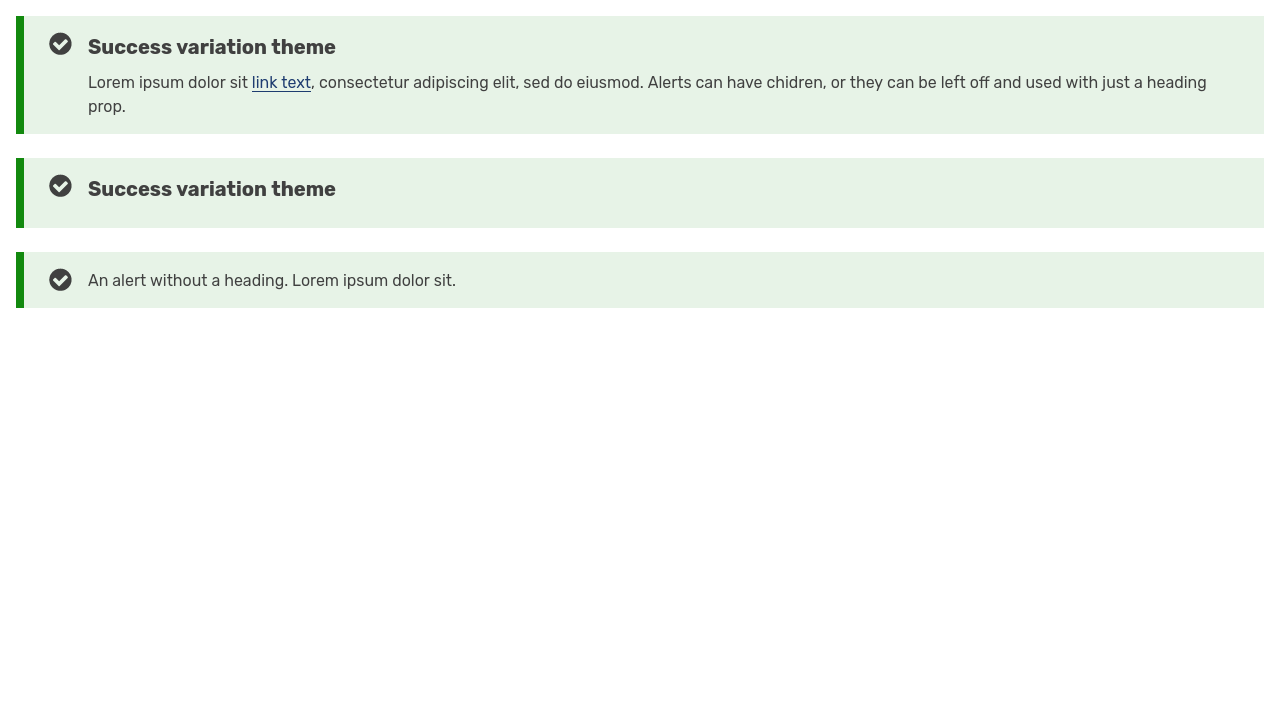 Success variation theme
Lorem ipsum dolor sit link text, consectetur adipiscing elit, sed do eiusmod. Alerts can have chidren, or they can be left off and used with just a heading
prop.
Success variation theme
An alert without a heading. Lorem ipsum dolor sit.